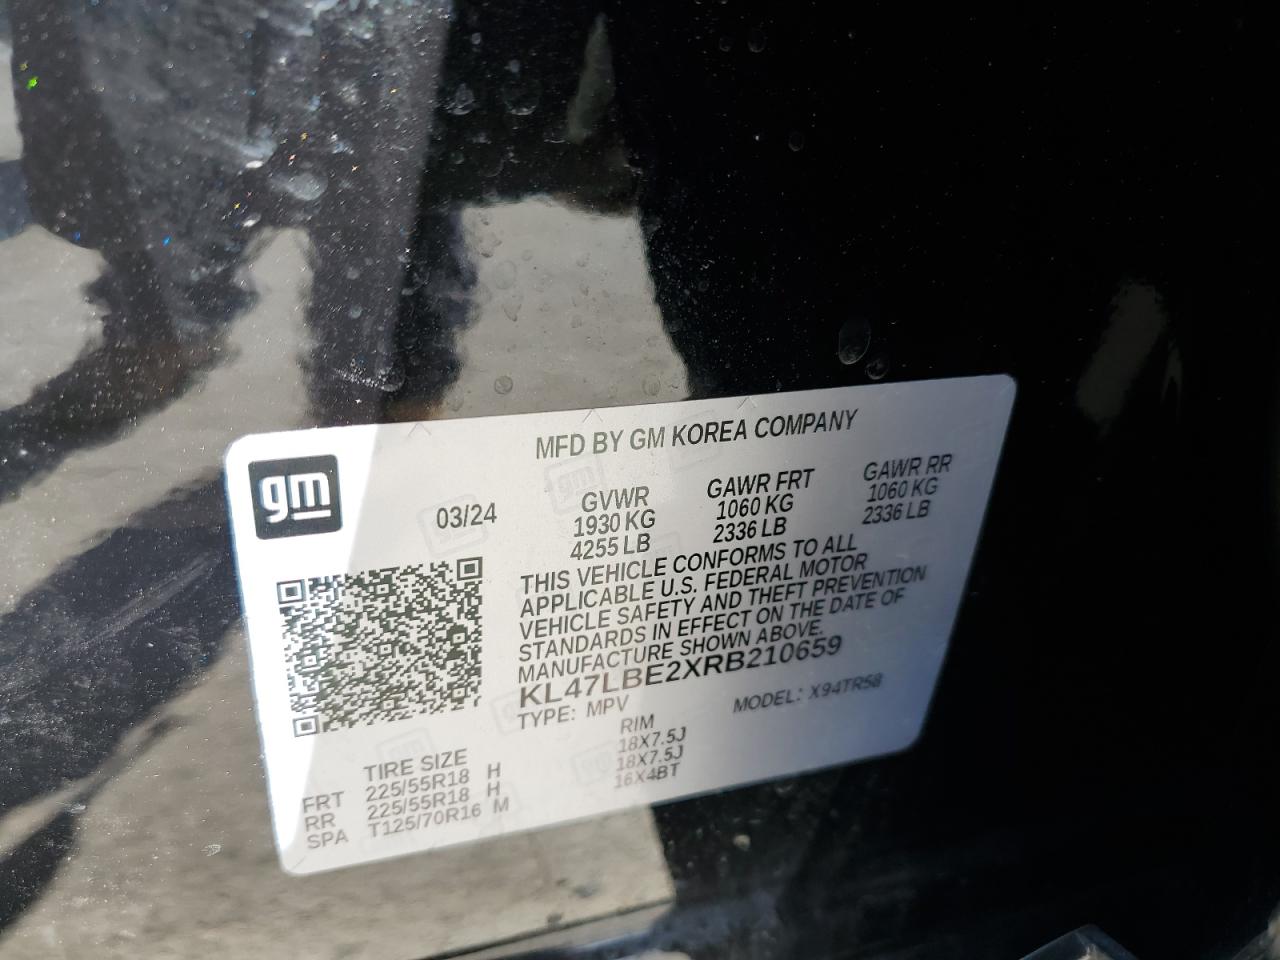 MFD BY GM KOREA COMPANY
gm
03/24
GVWR
1930 KG
4255 LB
GAWR FRT
1060 KG
2336 LB
GAWR RR
1060 KG
2336 LB
THIS VEHICLE CONFORMS TO ALL
APPLICABLE U.S. FEDERAL MOTOR
VEHICLE SAFETY AND THEFT PREVENTION
STANDARDS IN EFFECT ON THE DATE OF
MANUFACTURE SHOWN ABOVE.
KL47LBE2XRB210659
TYPE: MPV
MODEL: X94TR58
TIRE SIZE
RIM
FRT 225/55R18 H 18X7.5J
RR 225/55R18 H 18X7.5J
SPA T125/70R16 M 16X4BT